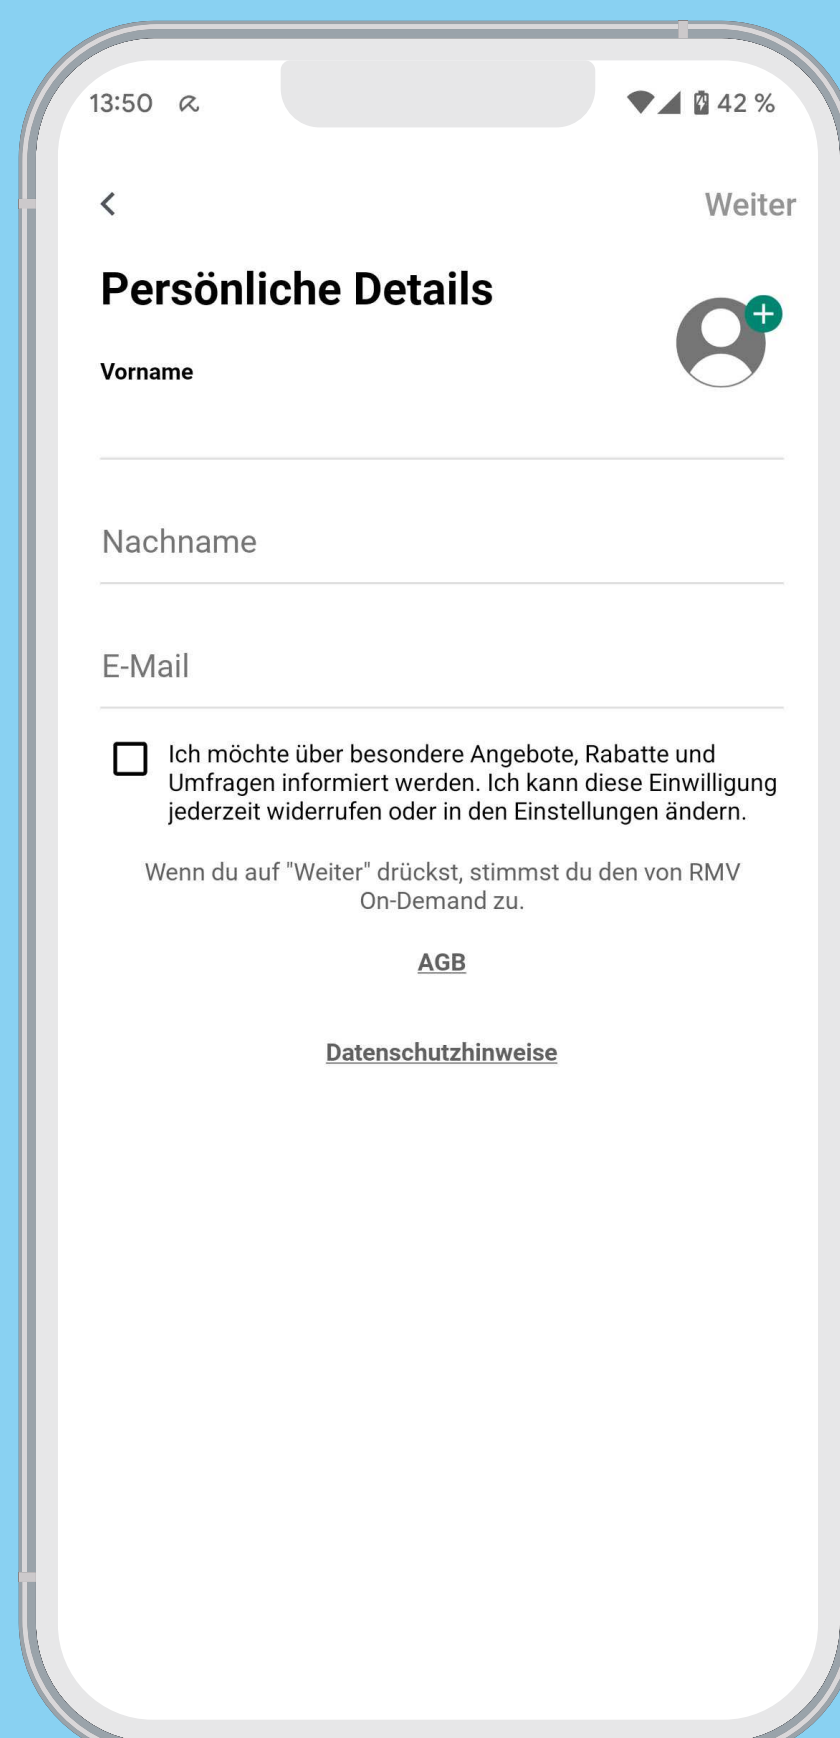 13:50
42 %
Weiter
Persönliche Details
Vorname
Nachname
E-Mail
Ich möchte über besondere Angebote, Rabatte und
Umfragen informiert werden. Ich kann diese Einwilligung
jederzeit widerrufen oder in den Einstellungen ändern.
Wenn du auf "Weiter" drückst, stimmst du den von RMV
On-Demand zu.
AGB
Datenschutzhinweise